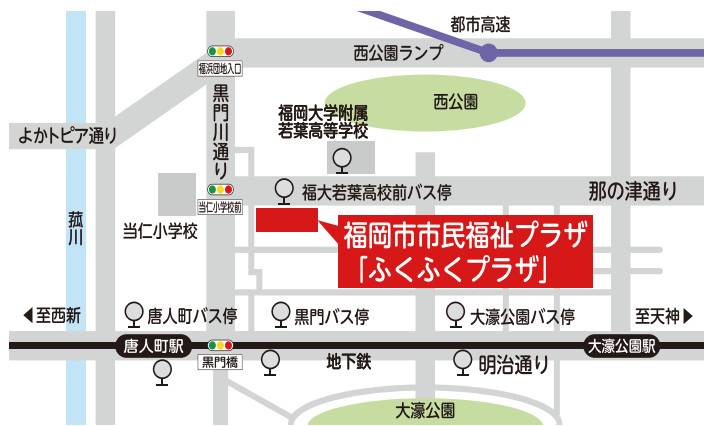 都市高速
西公園ランプ
福浜団地入口
西公園
黒門川通り
福岡大学附属
若葉高等学校
よかトピア通り
当仁小学校前
福大若葉高校前バス停
那の津通り
菰川
当仁小学校
福岡市市民福祉プラザ
「ふくふくプラザ」
至西新
唐人町バス停
黒門バス停
大濠公園バス停
至天神
唐人町駅
大濠公園駅
黒門橋
地下鉄
明治通り
大濠公園